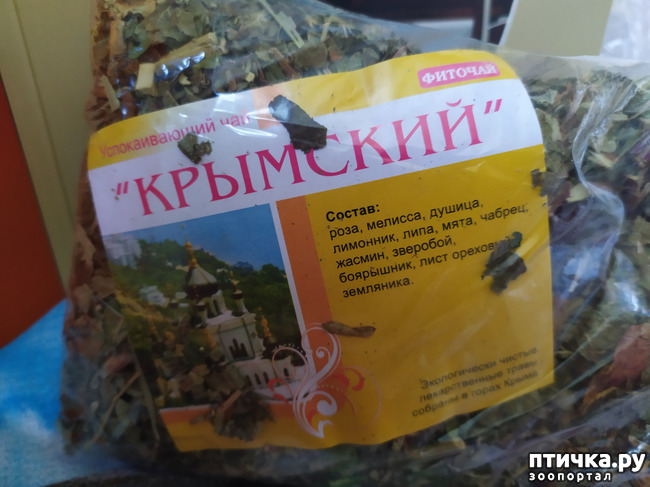 ФИТОЧАЙ
Успокаивающий чай
"КРЫМСКИЙ"
Состав:
роза, мелисса, душица,
лимонник, липа, мята, чабрец,
жасмин, зверобой,
боярышник, лист
земляника.
Экологически чистые
лекарственные травы
собраны в горах Крыма
птичка.ру
зоопортал